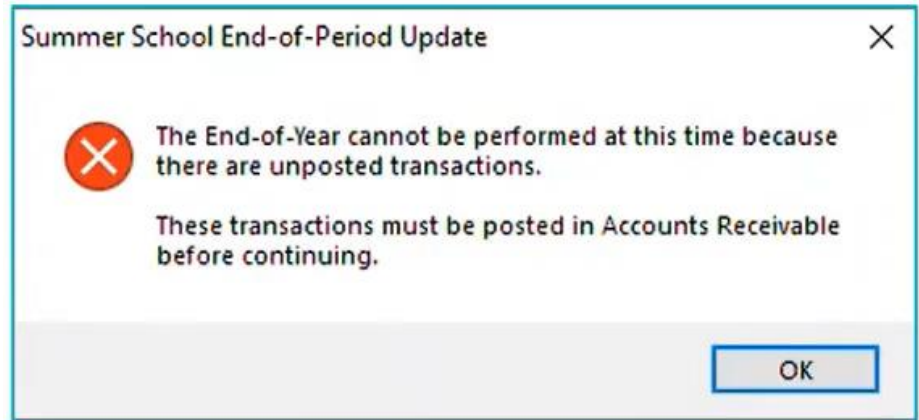 Summer School End-of-Period Update
The End-of-Year cannot be performed at this time because
there are unposted transactions.
These transactions must be posted in Accounts Receivable
before continuing.
OK